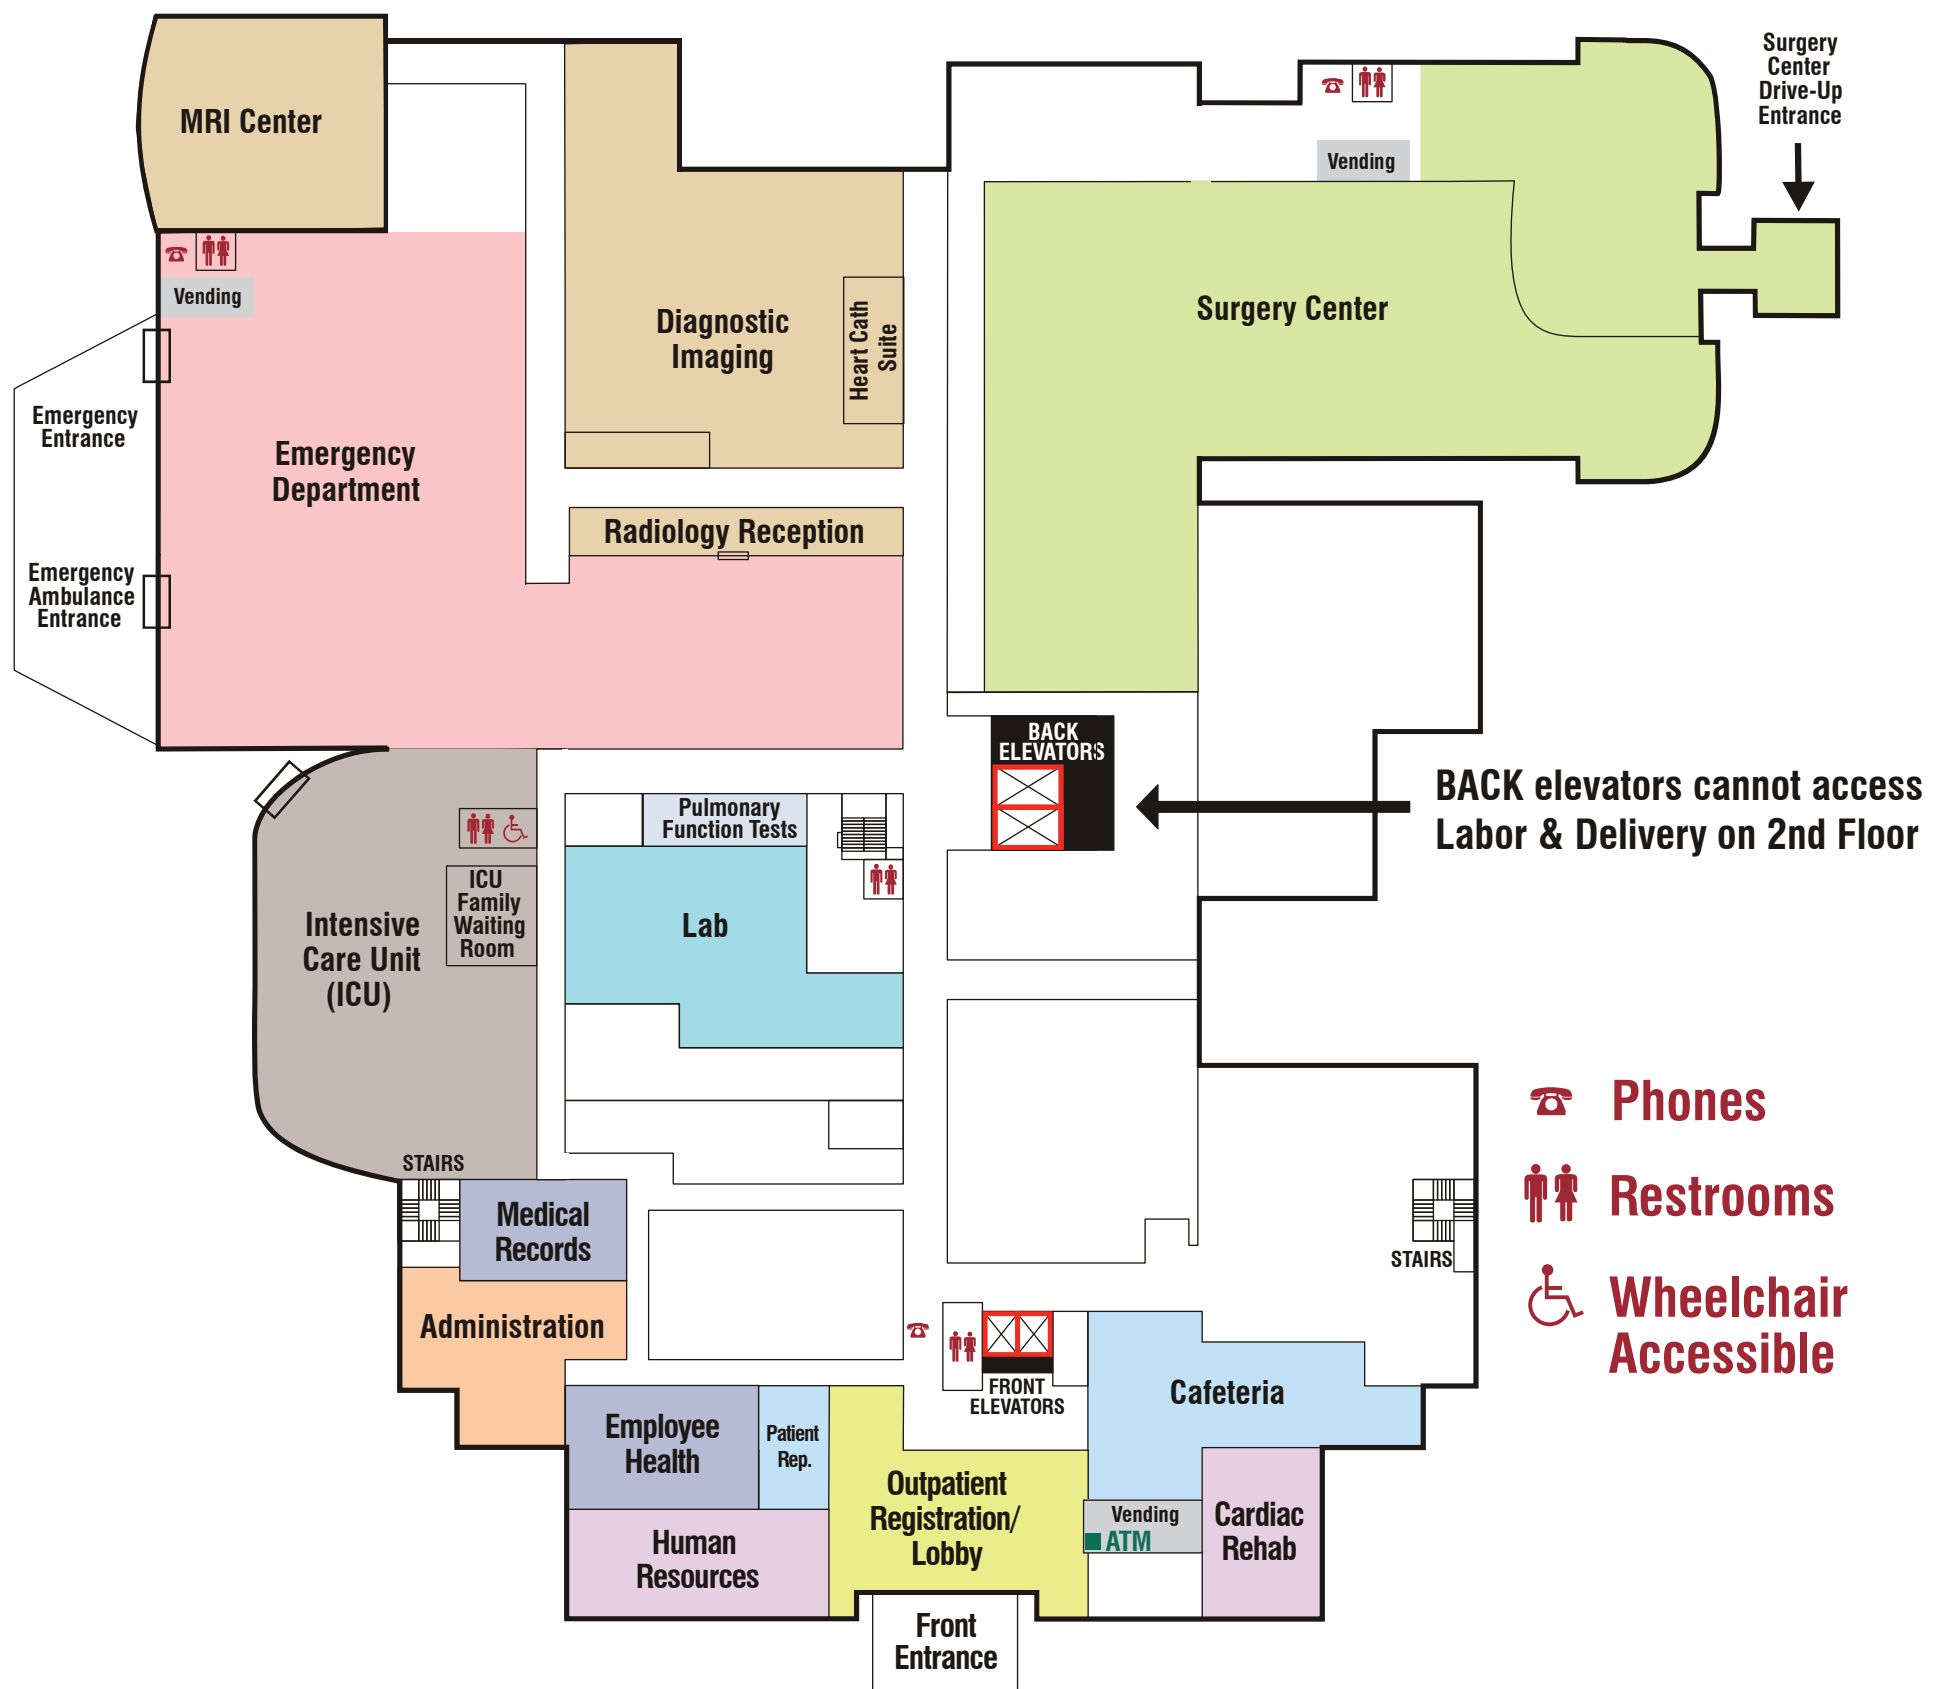 Surgery
Center
Drive-Up
Entrance
MRI Center
Vending
Vending
Surgery Center
Diagnostic
Imaging
Heart Cath
Suite
Emergency
Entrance
Emergency
Department
Radiology Reception
Emergency
Ambulance
Entrance
BACK
ELEVATORS
BACK elevators cannot access
Labor & Delivery on 2nd Floor
Pulmonary
Function Tests
ICU
Family
Waiting
Room
Intensive
Care Unit
(ICU)
Lab
Phones
Restrooms
Wheelchair
Accessible
STAIRS
Medical
Records
STAIRS
Administration
FRONT
ELEVATORS
Cafeteria
Employee
Health
Patient
Rep.
Outpatient
Registration/
Lobby
Vending
ATM
Cardiac
Rehab
Human
Resources
Front
Entrance